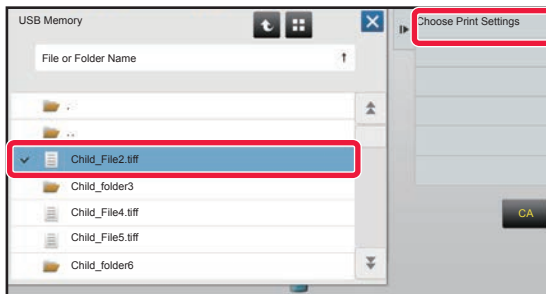 USB Memory
Choose Print Settings
File or Folder Name
.
..
Child_File2.tiff
Child_folder3
Child_File4.tiff
Child_File5.tiff
Child_folder6
CA